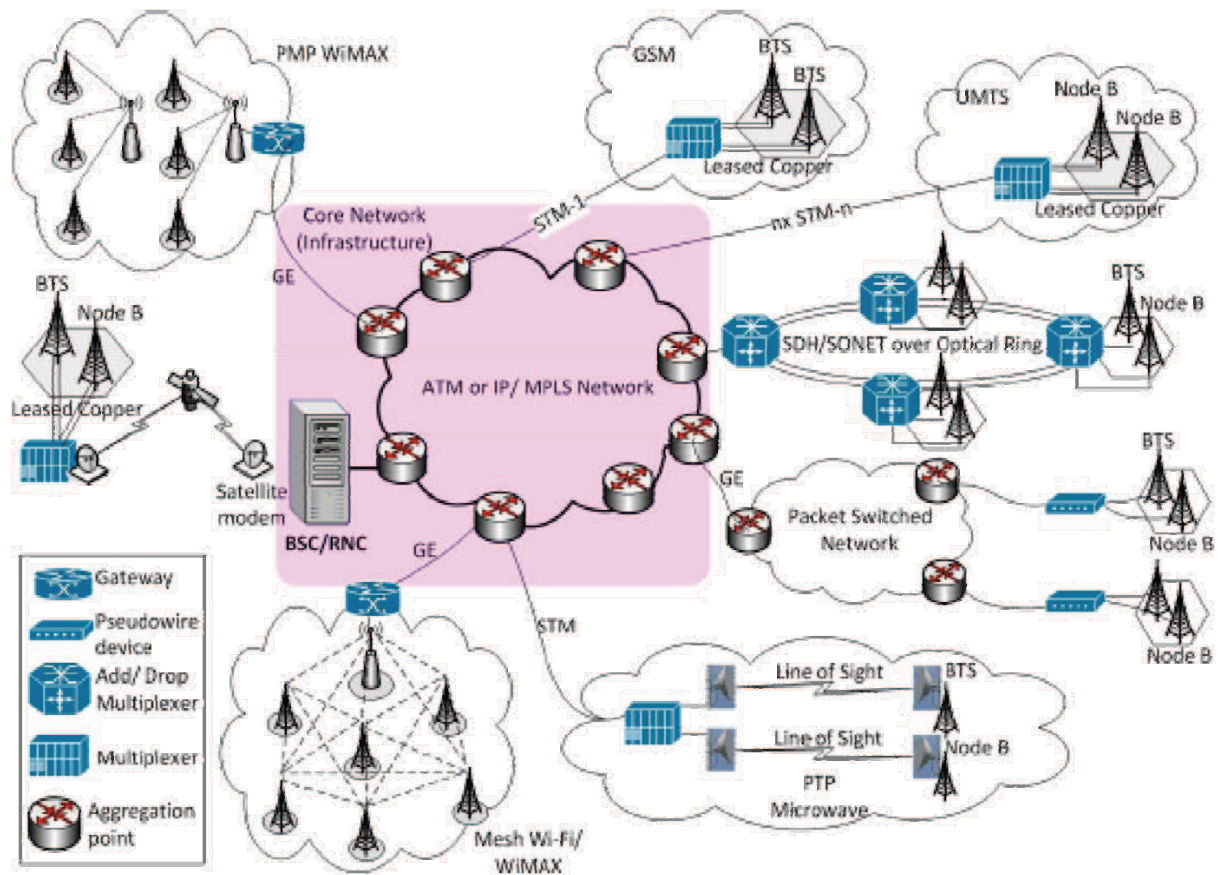 PMP WiMAX
GSM
BTS
BTS
Leased Copper
UMTS
Node B
Node B
Leased Copper
Core Network
(Infrastructure)
STM-1
nx STM-n
GE
BTS
Node B
Leased Copper
Satellite
modem
ATM or IP/ MPLS Network
BSC/RNC
SDH/SONET over Optical Ring
BTS
Node B
GE
Packet Switched
Network
BTS
Node B
Node B
GE
STM
Gateway
Pseudowire
device
Add/ Drop
Multiplexer
Multiplexer
Aggregation
point
Mesh Wi-Fi/
WiMAX
Line of Sight
BTS
Line of Sight
Node B
PTP
Microwave